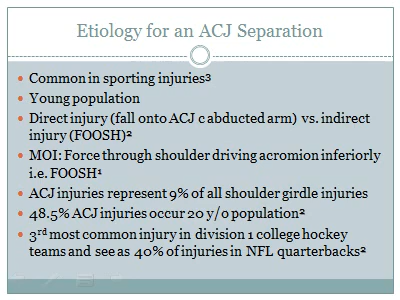 Etiology for an ACJ Separation
Common in sporting injuries³
Young population
Direct injury (fall onto ACJ c abducted arm) vs. indirect
injury (FOOSH)²
MOI: Force through shoulder driving acromion inferiorly
i.e. FOOSH¹
ACJ injuries represent 9% of all shoulder girdle injuries
48.5% ACJ injuries occur 20 y/o population²
3rd most common injury in division 1 college hockey
teams and see as 40% of injuries in NFL quarterbacks²